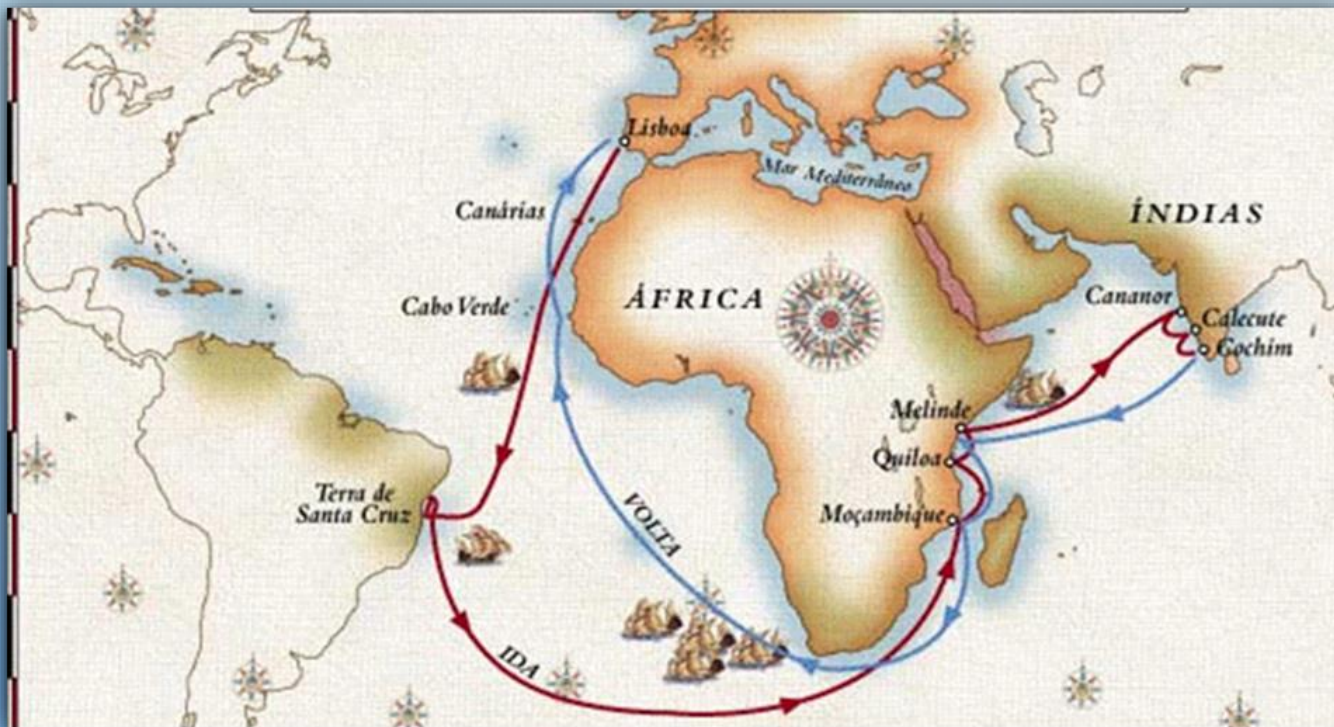 Lisboa
Mar Mediterrâneo
Canárias
ÍNDIAS
ÁFRICA
Cabo Verde
Cananor
Calecute
Cochim
Melinde
Quiloa
Terra de
Santa Cruz
Moçambique
VOLTA
IDA